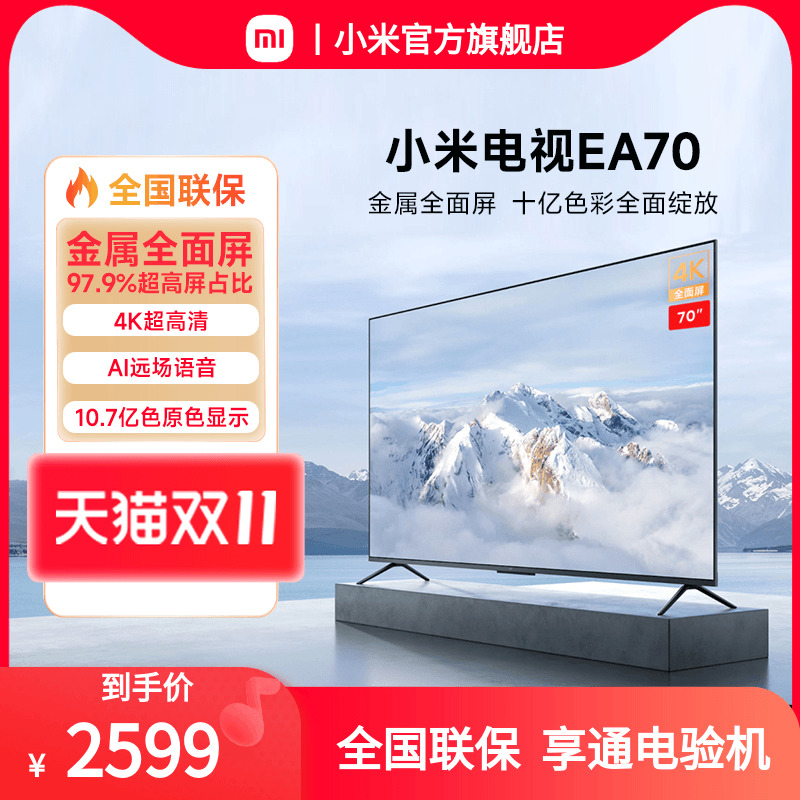 小米官方旗舰店
小米电视EA70
金属全面屏 十亿色彩全面绽放
全国联保
金属全面屏
97.9%超高屏占比
4K超高清
AI远场语音
10.7亿色原色显示
4K
全面屏
70"
天猫双11
到手价
¥ 2599
全国联保 享通电验机